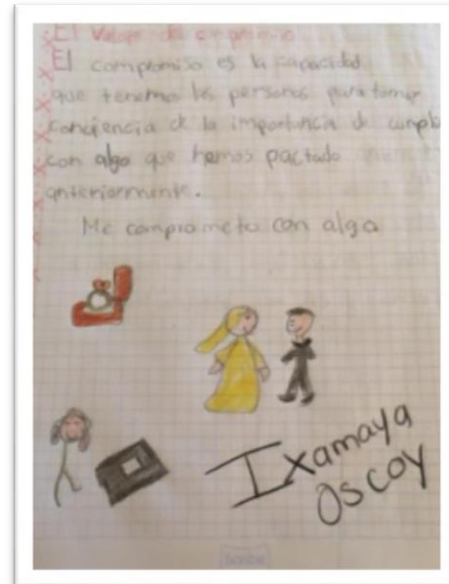 El Valor del compromiso
El compromiso es la capacidad
que tenemos las personas para tomar
conciencia de la importancia de cumplir
con algo que hemos pactado
anteriormente.
Me comprometo con algo
Ixamaya
Oscoy